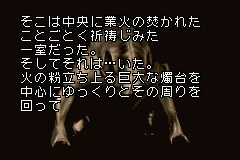 そこは中央に業火の焚かれた
ことごとく祈祷じみた
一室だった。
そしてそれは…いた。
火の粉立ち上る巨大な燭台を
中心にゆっくりとその周りを
回って